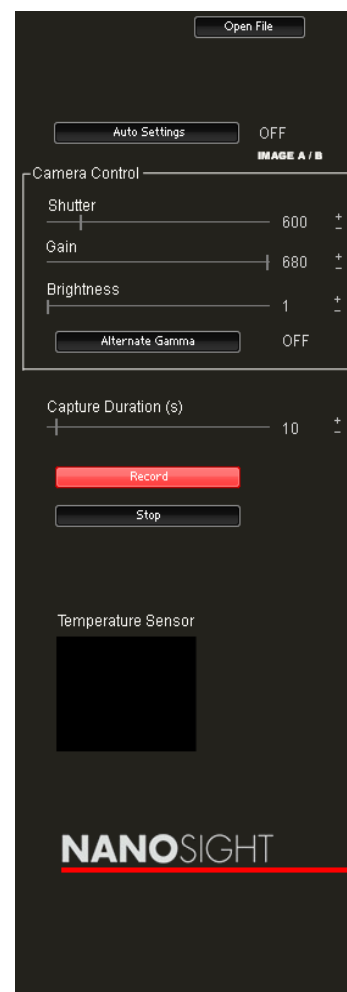 Open File
Auto Settings OFF
IMAGE A / B
Camera Control
Shutter
600 + -
Gain
680 + -
Brightness
1 + -
Alternate Gamma OFF
Capture Duration (s)
10 + -
Record
Stop
Temperature Sensor
NANOSIGHT